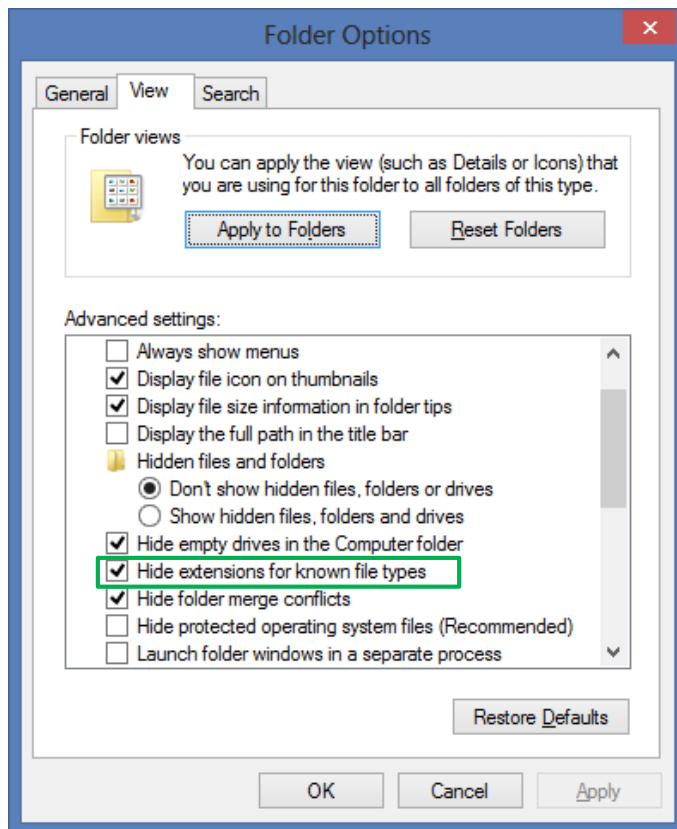 Folder Options
General View Search
Folder views
You can apply the view (such as Details or Icons) that
you are using for this folder to all folders of this type.
Apply to Folders Reset Folders
Advanced settings:
Always show menus
Display file icon on thumbnails
Display file size information in folder tips
Display the full path in the title bar
Hidden files and folders
Don't show hidden files, folders or drives
Show hidden files, folders and drives
Hide empty drives in the Computer folder
Hide extensions for known file types
Hide folder merge conflicts
Hide protected operating system files (Recommended)
Launch folder windows in a separate process
Restore Defaults
OK Cancel Apply